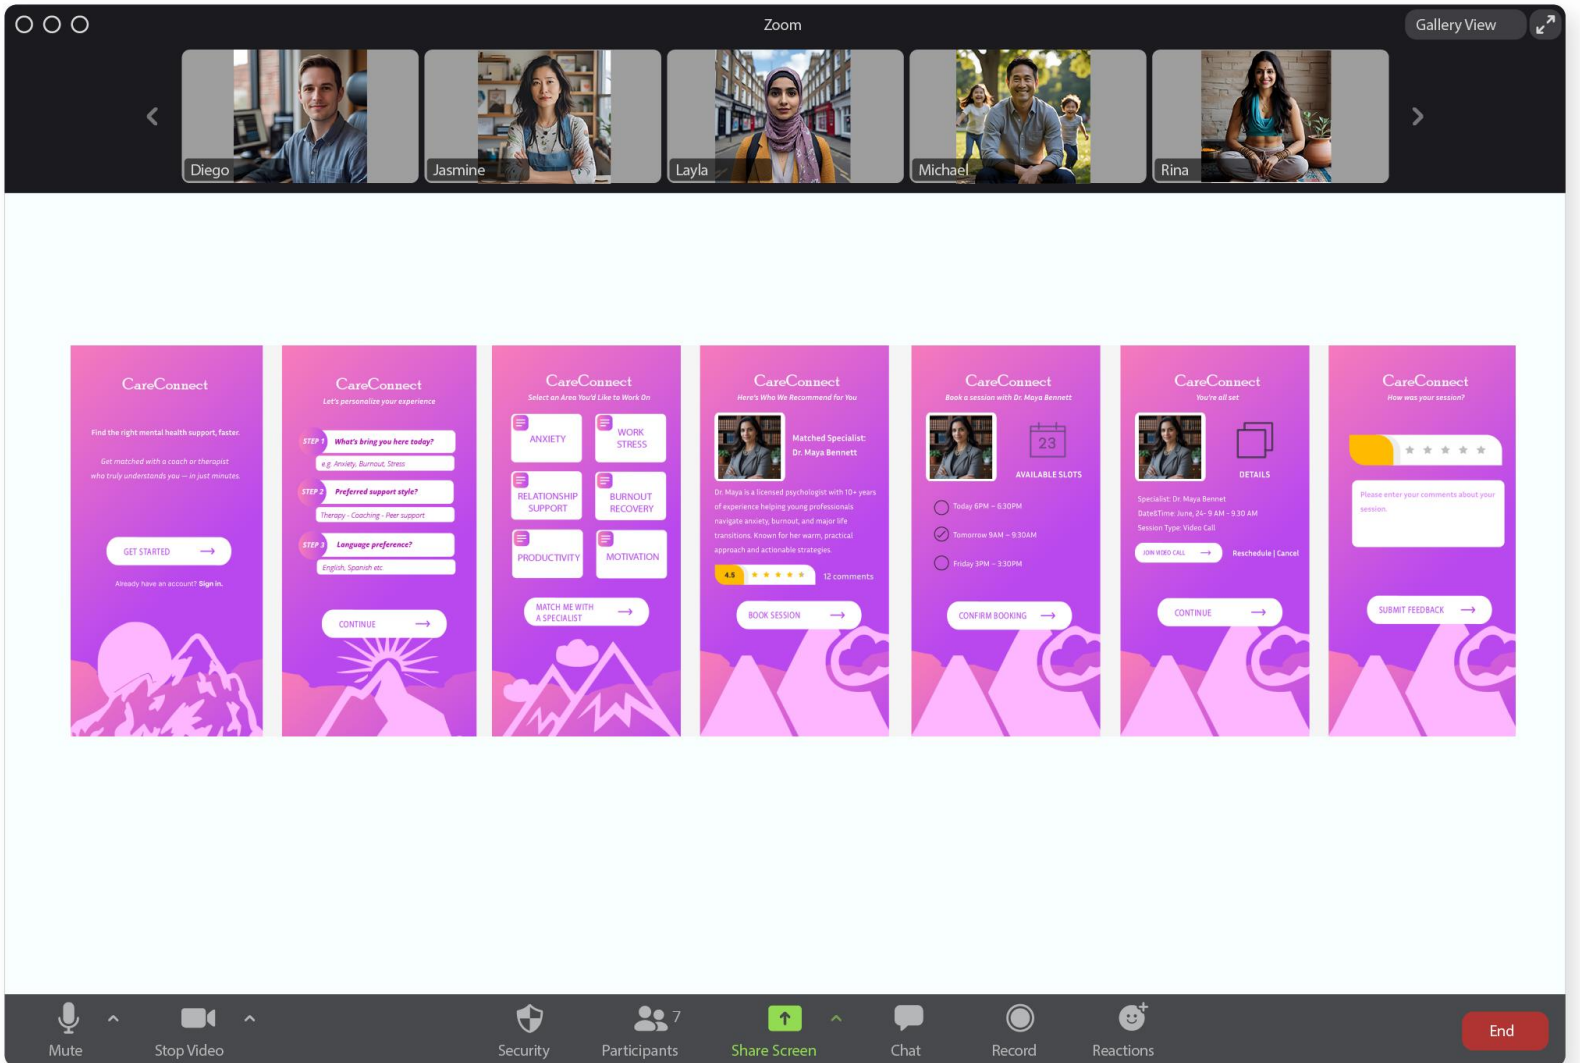 Zoom
Gallery View
Diego
Jasmine
Layla
Michael
Rina
CareConnect
Find the right mental health support, faster.
Get matched with a coach or therapist
who truly understands you — in just minutes.
GET STARTED
Already have an account? Sign in.
CareConnect
Let's personalize your experience
STEP 1
What's bring you here today?
e.g. Anxiety, Burnout, Stress
STEP 2
Preferred support style?
Therapy - Coaching - Peer support
STEP 3
Language preference?
English, Spanish etc
CONTINUE
CareConnect
Select an Area You'd Like to Work On
ANXIETY
WORK
STRESS
RELATIONSHIP
SUPPORT
BURNOUT
RECOVERY
PRODUCTIVITY
MOTIVATION
MATCH ME WITH
A SPECIALIST
CareConnect
Here's Who We Recommend for You
Matched Specialist:
Dr. Maya Bennett
Dr. Maya is a licensed psychologist with 10+ years
of experience helping young professionals
navigate anxiety, burnout, and major life
transitions. Known for her warm, practical
approach and actionable strategies.
4.5
12 comments
BOOK SESSION
CareConnect
Book a session with Dr. Maya Bennett
23
AVAILABLE SLOTS
Today 6PM – 6:30PM
Tomorrow 9AM – 9:30AM
Friday 3PM – 3:30PM
CONFIRM BOOKING
CareConnect
You're all set
DETAILS
Specialist: Dr. Maya Bennet
Date&Time: June, 24- 9 AM - 9.30 AM
Session Type: Video Call
JOIN VIDEO CALL
Reschedule | Cancel
CONTINUE
CareConnect
How was your session?
Please enter your comments about your
session.
SUBMIT FEEDBACK
Mute
Stop Video
Security
7
Participants
Share Screen
Chat
Record
Reactions
End